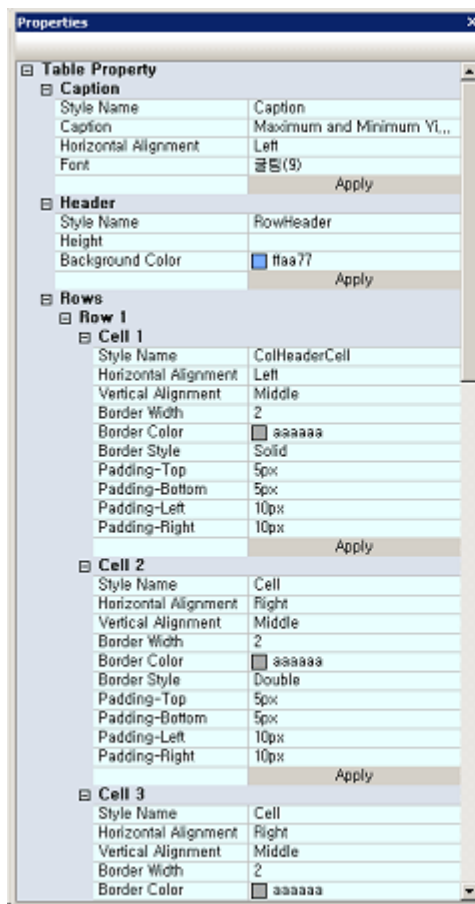 Properties
Table Property
Caption
Style Name Caption
Caption Maximum and Minimum Yi,,,
Horizontal Alignment Left
Font 굴림(9)
Apply
Header
Style Name RowHeader
Height
Background Color ffaa77
Apply
Rows
Row 1
Cell 1
Style Name ColHeaderCell
Horizontal Alignment Left
Vertical Alignment Middle
Border Width 2
Border Color aaaaaa
Border Style Solid
Padding-Top 5px
Padding-Bottom 5px
Padding-Left 10px
Padding-Right 10px
Apply
Cell 2
Style Name Cell
Horizontal Alignment Right
Vertical Alignment Middle
Border Width 2
Border Color aaaaaa
Border Style Double
Padding-Top 5px
Padding-Bottom 5px
Padding-Left 10px
Padding-Right 10px
Apply
Cell 3
Style Name Cell
Horizontal Alignment Right
Vertical Alignment Middle
Border Width 2
Border Color aaaaaa